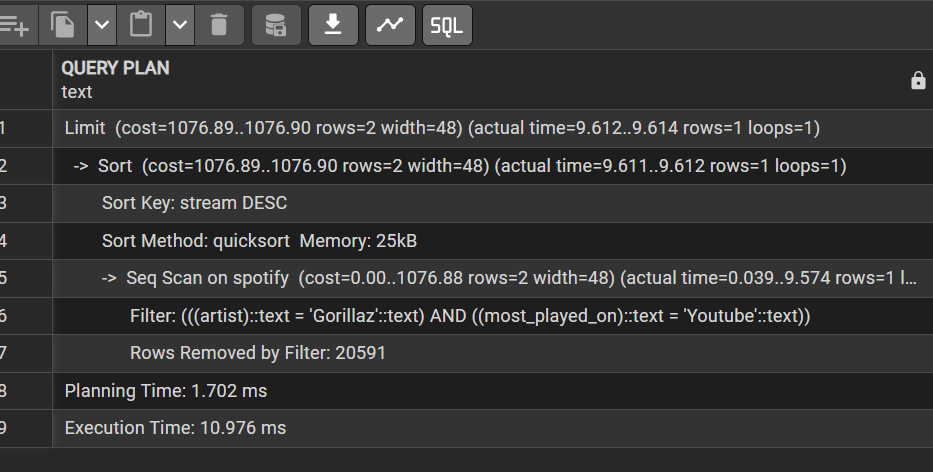 SQL
QUERY PLAN
text
1 Limit (cost=1076.89..1076.90 rows=2 width=48) (actual time=9.612..9.614 rows=1 loops=1)
2 -> Sort (cost=1076.89..1076.90 rows=2 width=48) (actual time=9.611..9.612 rows=1 loops=1)
3 Sort Key: stream DESC
4 Sort Method: quicksort Memory: 25kB
5 -> Seq Scan on spotify (cost=0.00..1076.88 rows=2 width=48) (actual time=0.039..9.574 rows=1 l...
6 Filter: (((artist)::text = 'Gorillaz'::text) AND ((most_played_on)::text = 'Youtube'::text))
7 Rows Removed by Filter: 20591
8 Planning Time: 1.702 ms
9 Execution Time: 10.976 ms